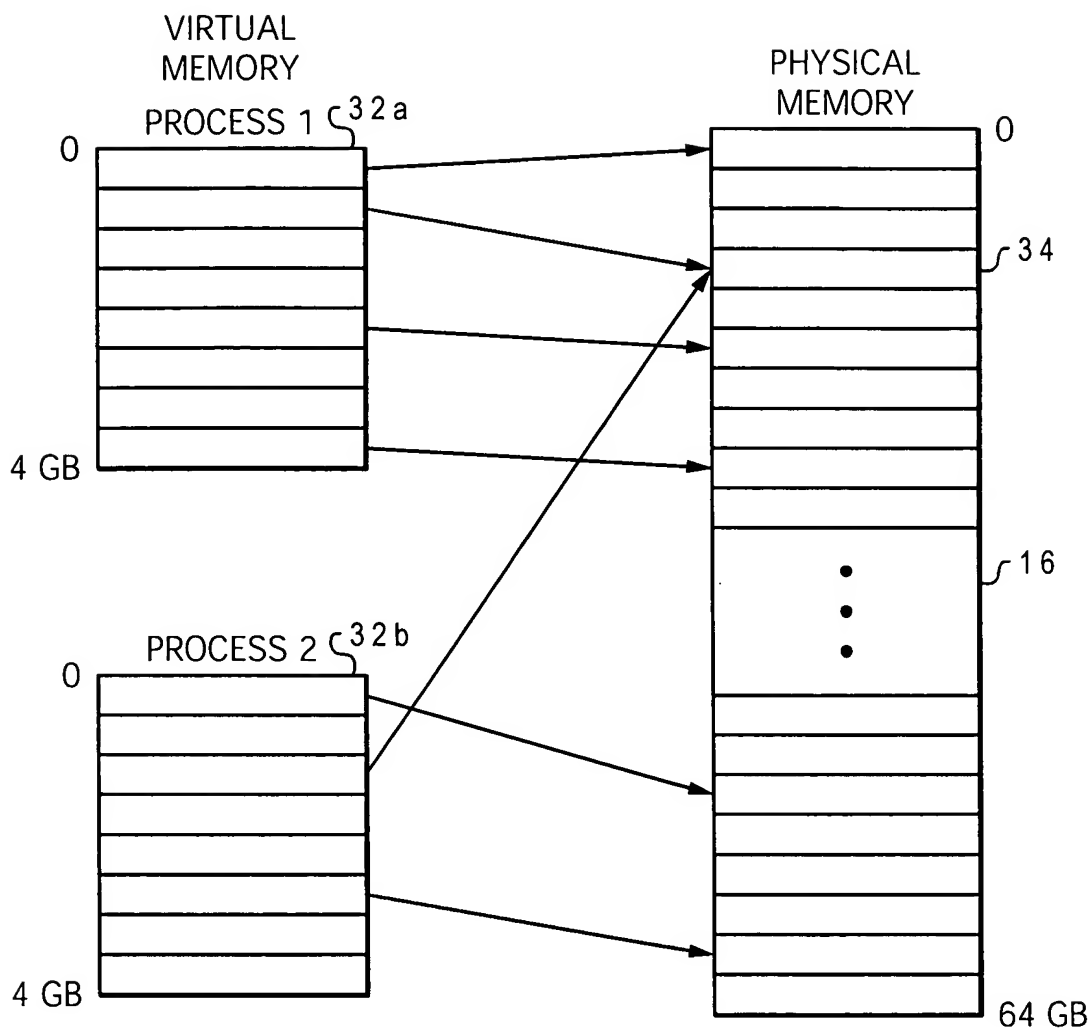 VIRTUAL
MEMORY
PROCESS 1
32a
0
4 GB
PROCESS 2
32b
0
4 GB
PHYSICAL
MEMORY
0
34
16
64 GB